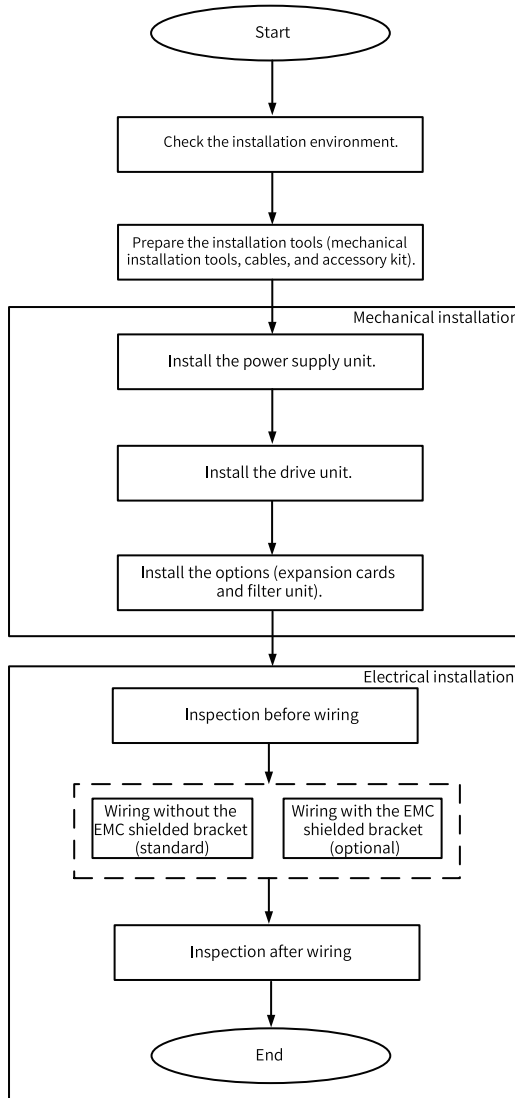 Start
Check the installation environment.
Prepare the installation tools (mechanical
installation tools, cables, and accessory kit).
Mechanical installation
Install the power supply unit.
Install the drive unit.
Install the options (expansion cards
and filter unit).
Electrical installation
Inspection before wiring
Wiring without the
EMC shielded bracket
(standard)
Wiring with the EMC
shielded bracket
(optional)
Inspection after wiring
End